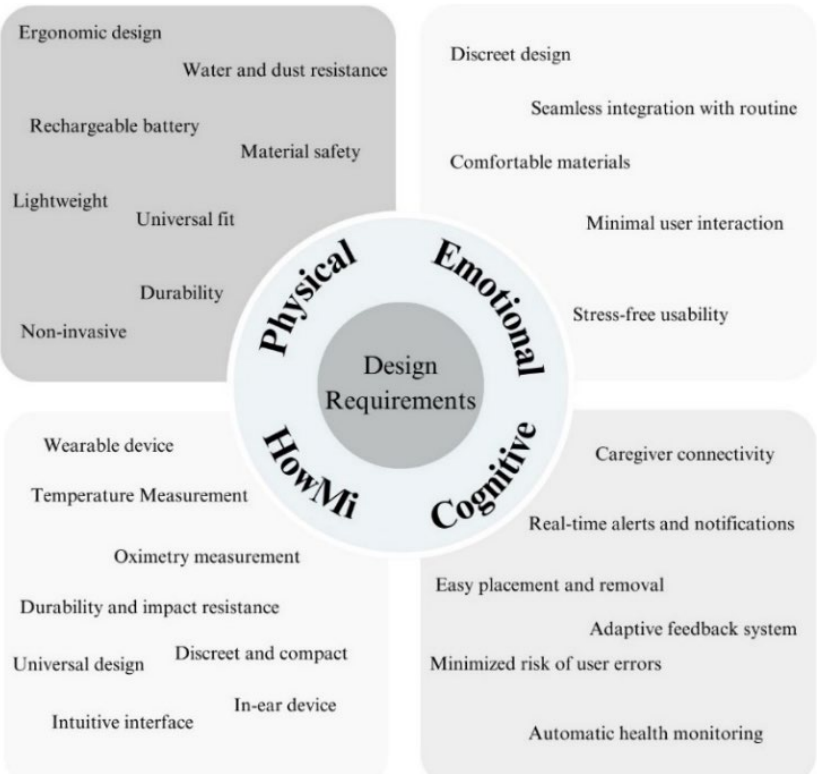 Ergonomic design
Water and dust resistance
Rechargeable battery
Material safety
Lightweight
Universal fit
Durability
Non-invasive
Discreet design
Seamless integration with routine
Comfortable materials
Minimal user interaction
Stress-free usability
Physical
Emotional
Design
Requirements
HowMi
Cognitive
Wearable device
Temperature Measurement
Oximetry measurement
Durability and impact resistance
Discreet and compact
Universal design
In-ear device
Intuitive interface
Caregiver connectivity
Real-time alerts and notifications
Easy placement and removal
Adaptive feedback system
Minimized risk of user errors
Automatic health monitoring